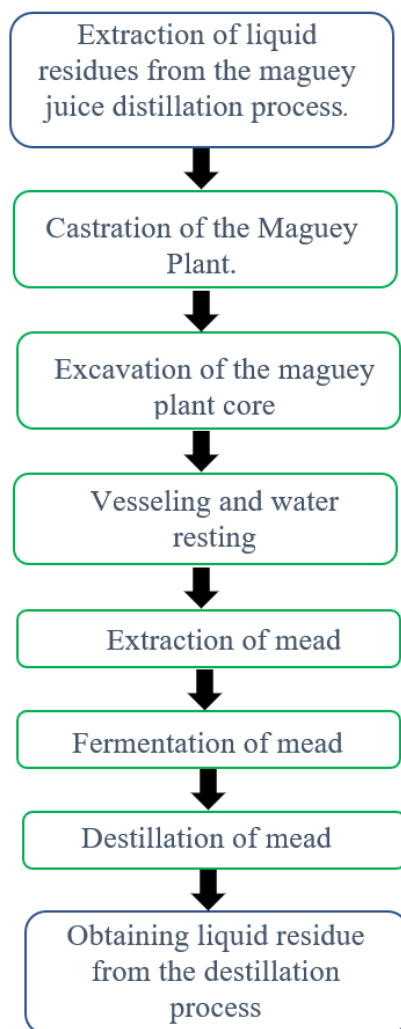 Extraction of liquid
residues from the maguey
juice distillation process.
Castration of the Maguey
Plant.
Excavation of the maguey
plant core
Vesseling and water
resting
Extraction of mead
Fermentation of mead
Destillation of mead
Obtaining liquid residue
from the destillation
process